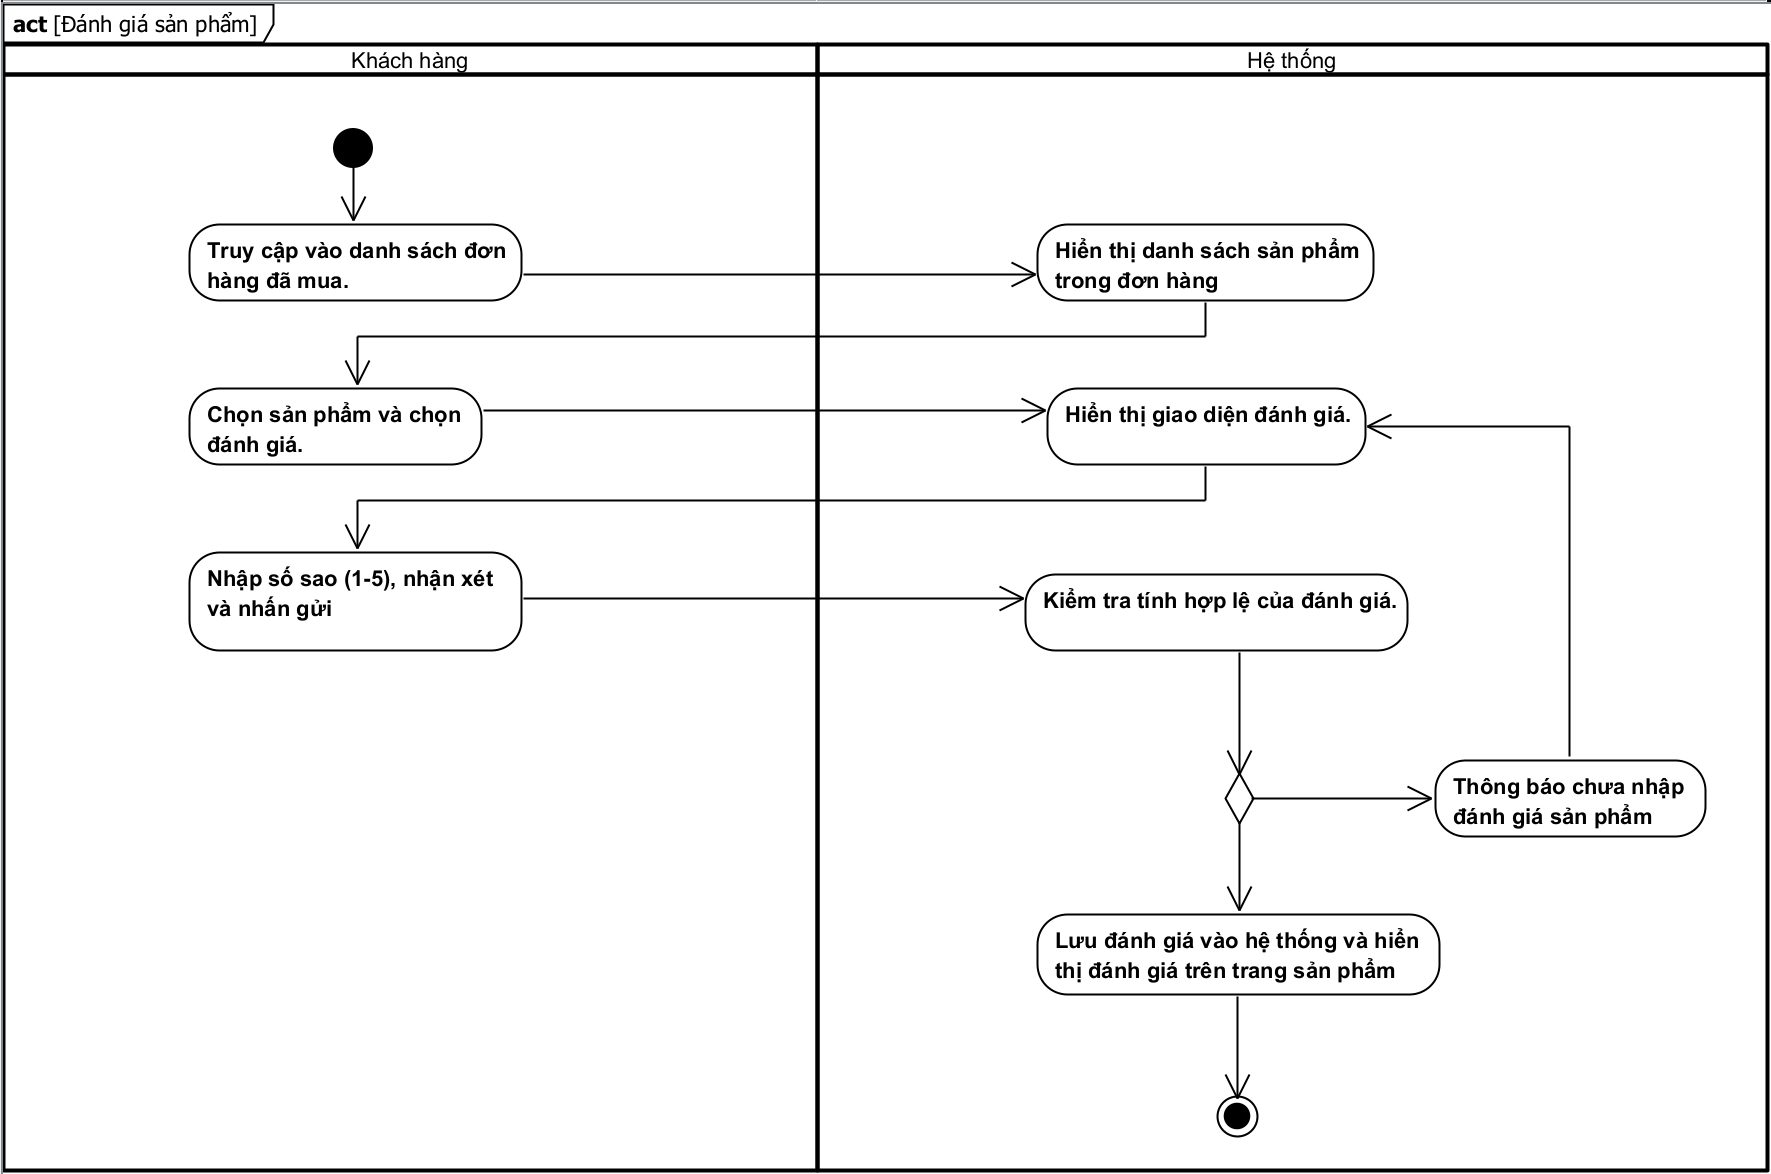 act [Đánh giá sản phẩm]
Khách hàng
Hệ thống
Truy cập vào danh sách đơn
hàng đã mua.
Hiển thị danh sách sản phẩm
trong đơn hàng
Chọn sản phẩm và chọn
đánh giá.
Hiển thị giao diện đánh giá.
Nhập số sao (1-5), nhận xét
và nhấn gửi
Kiểm tra tính hợp lệ của đánh giá.
Thông báo chưa nhập
đánh giá sản phẩm
Lưu đánh giá vào hệ thống và hiển
thị đánh giá trên trang sản phẩm